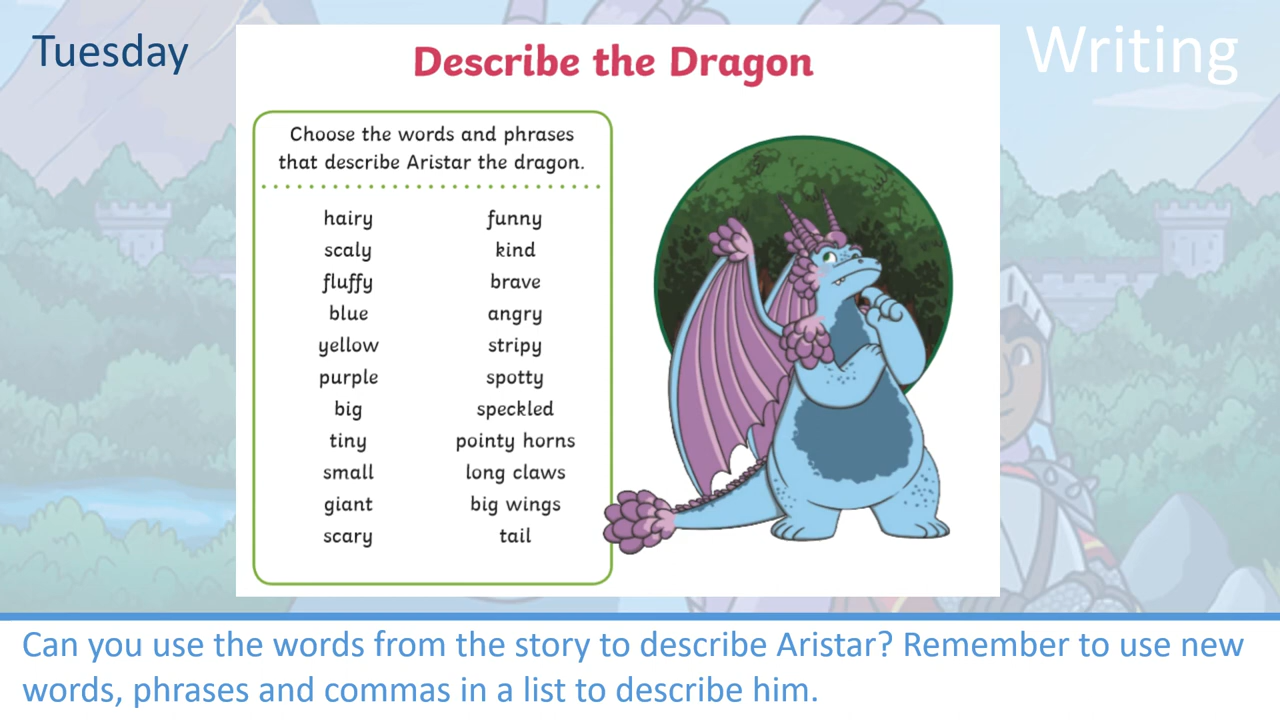 Tuesday
Writing
Describe the Dragon
Choose the words and phrases
that describe Aristar the dragon.
hairy
scaly
fluffy
blue
yellow
purple
big
tiny
small
giant
scary
funny
kind
brave
angry
stripy
spotty
speckled
pointy horns
long claws
big wings
tail
Can you use the words from the story to describe Aristar? Remember to use new
words, phrases and commas in a list to describe him.